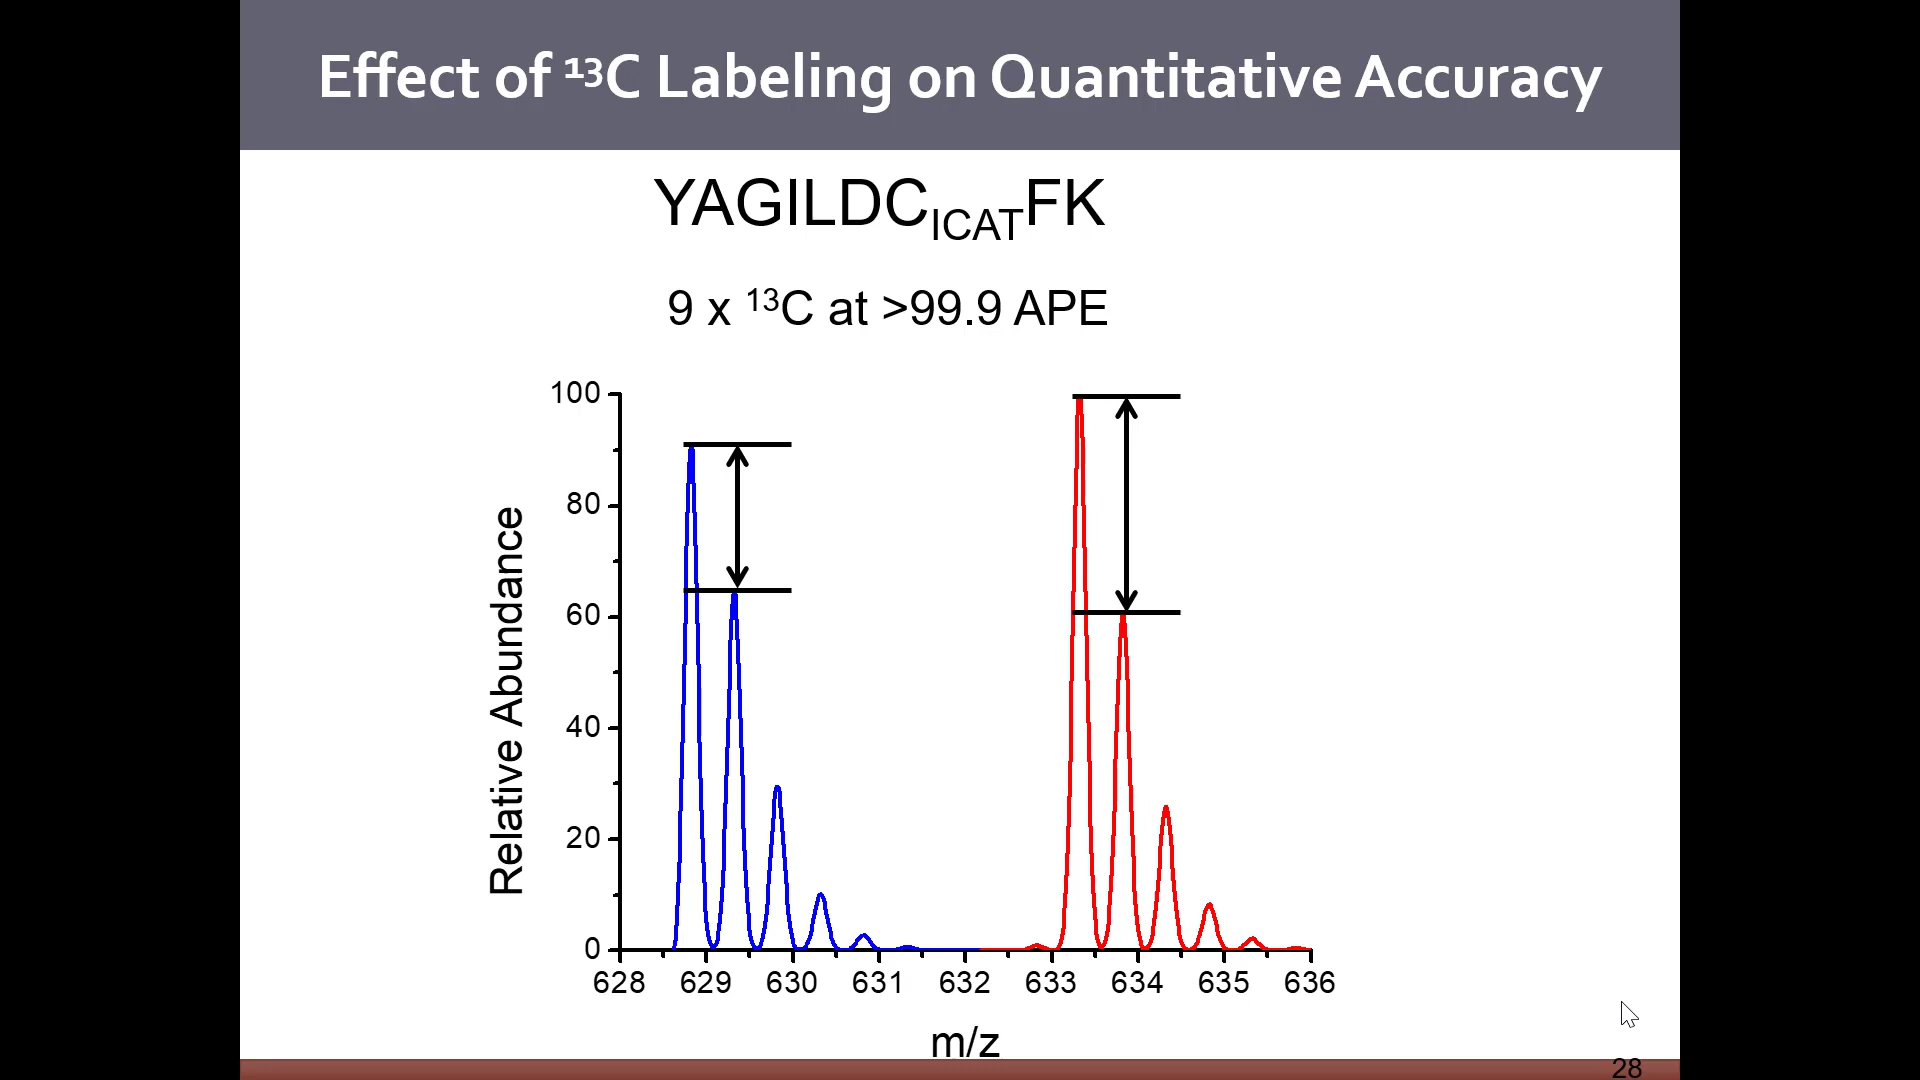 Effect of ¹³C Labeling on Quantitative Accuracy
YAGILDC_ICAT FK
9 x ¹³C at >99.9 APE
100
80
60
40
20
0
Relative Abundance
628 629 630 631 632 633 634 635 636
m/z
28